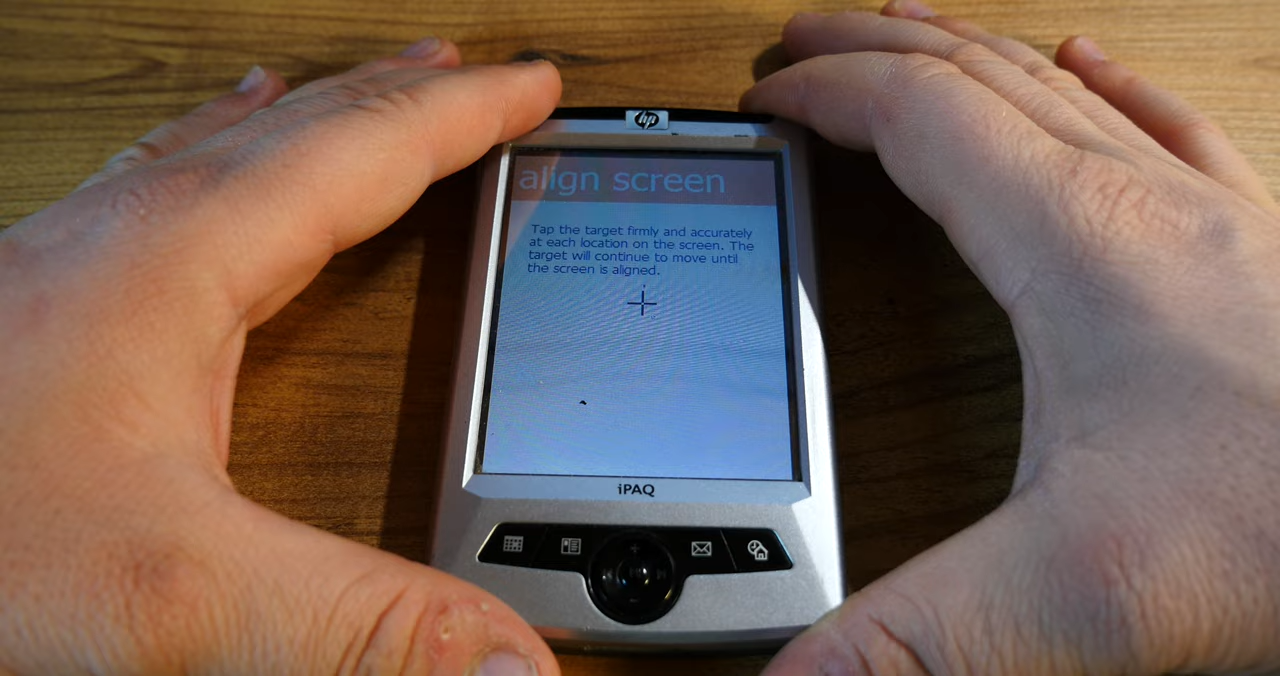 hp
align screen
Tap the target firmly and accurately
at each location on the screen. The
target will continue to move until
the screen is aligned.
iPAQ